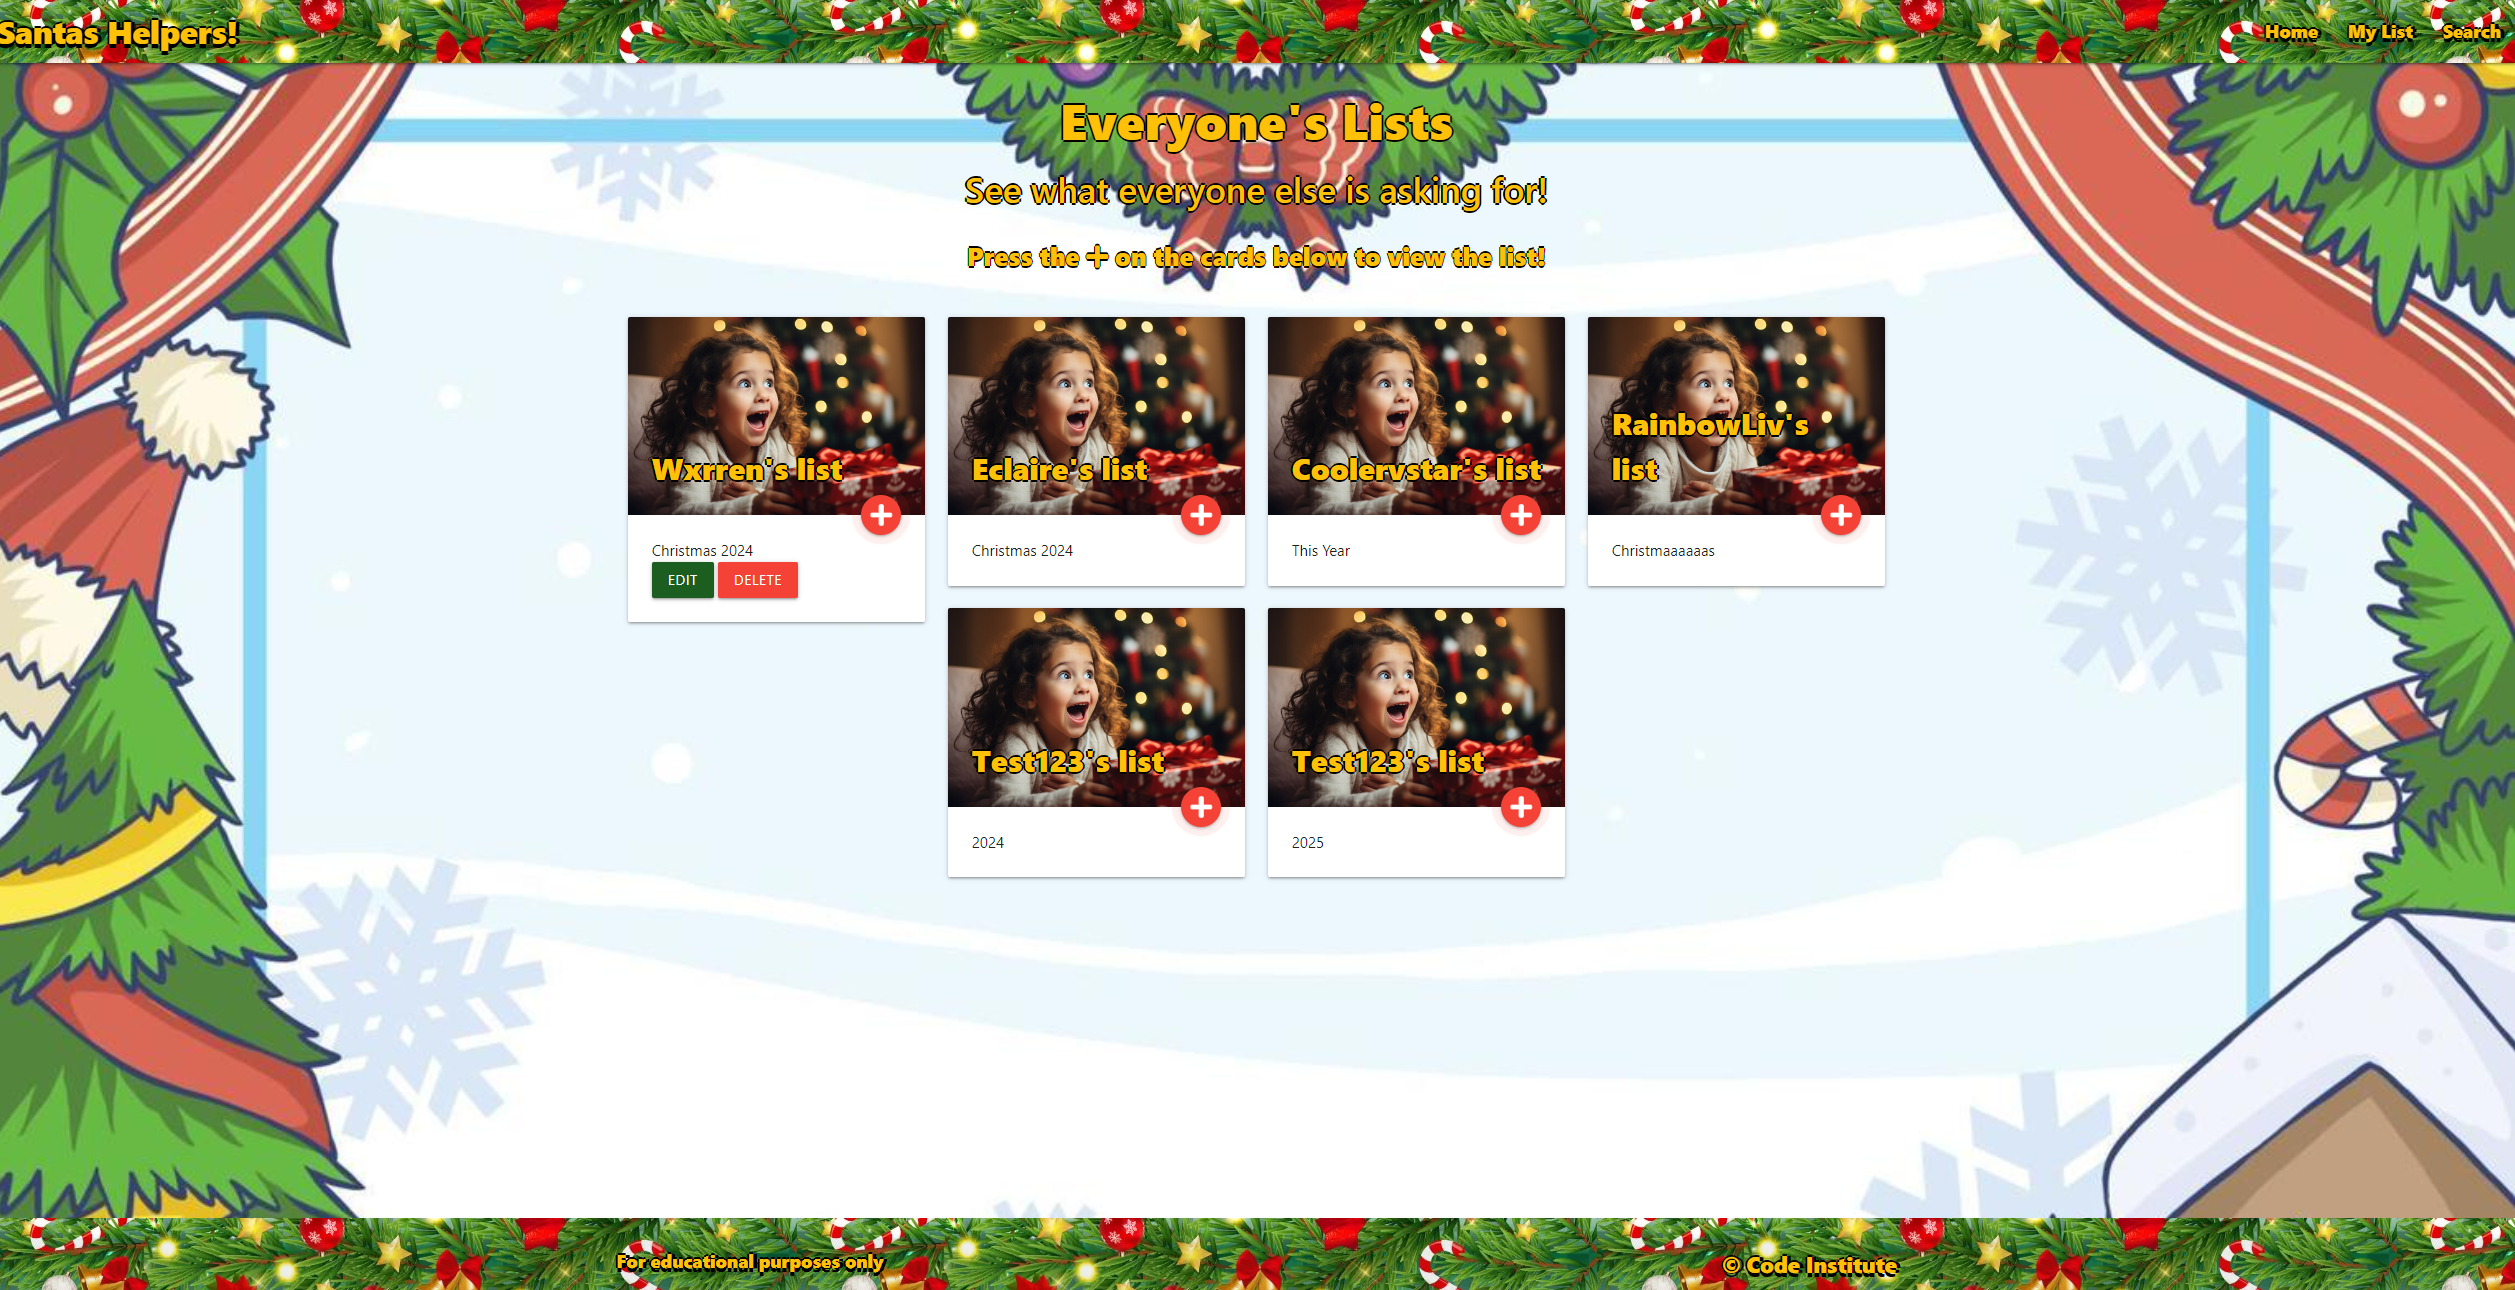 Santas Helpers!
Home
My List
Search
Everyone's Lists
See what everyone else is asking for!
Press the + on the cards below to view the list!
Wxrren's list
Christmas 2024
EDIT
DELETE
Eclaire's list
Christmas 2024
Coolervstar's list
This Year
RainbowLiv's
list
Christmaaaaaas
Test123's list
2024
Test123's list
2025
For educational purposes only
© Code Institute